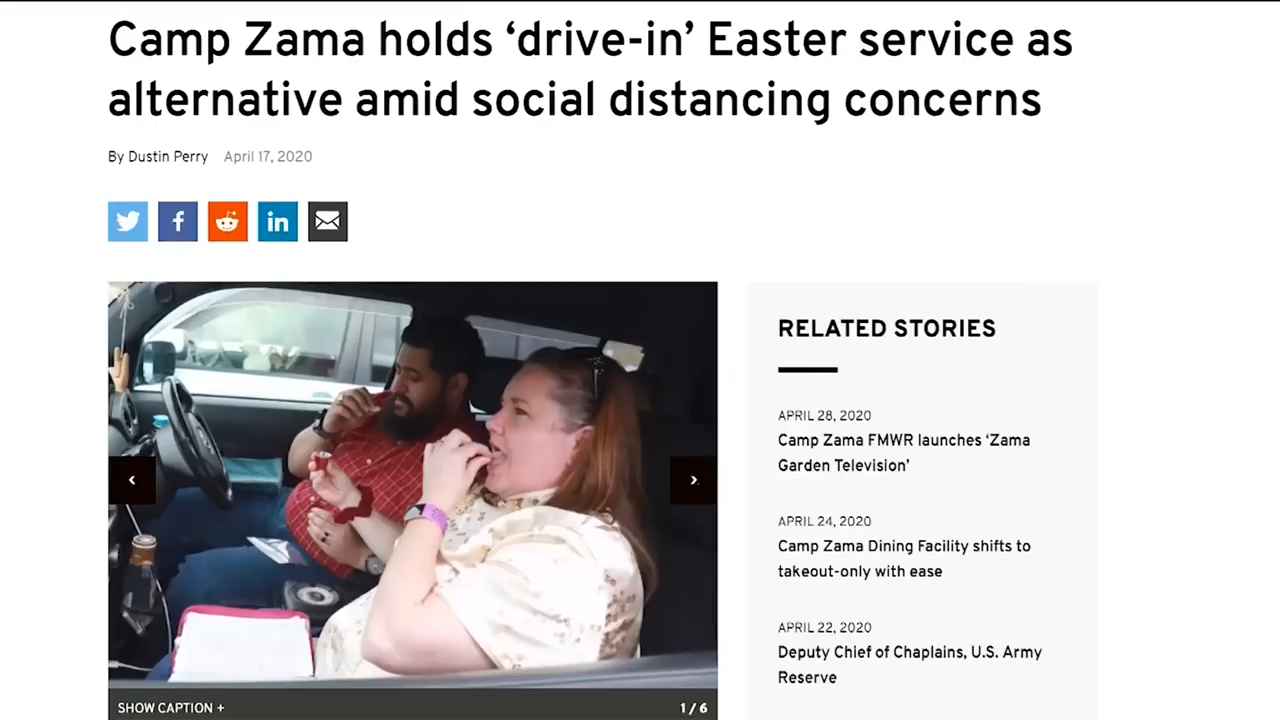 Camp Zama holds ‘drive-in’ Easter service as
alternative amid social distancing concerns
By Dustin Perry April 17, 2020
f
in
RELATED STORIES
APRIL 28, 2020
Camp Zama FMWR launches ‘Zama
Garden Television’
APRIL 24, 2020
Camp Zama Dining Facility shifts to
takeout-only with ease
APRIL 22, 2020
Deputy Chief of Chaplains, U.S. Army
Reserve
SHOW CAPTION +
1 / 6